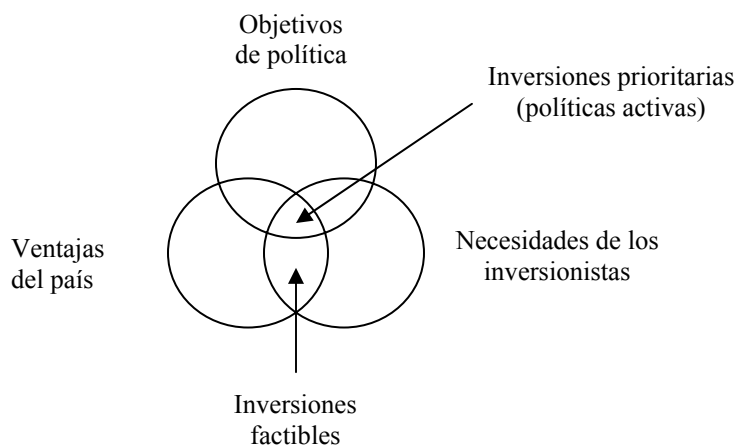 Objetivos
de política
Inversiones prioritarias
(políticas activas)
Ventajas
del país
Necesidades de los
inversionistas
Inversiones
factibles